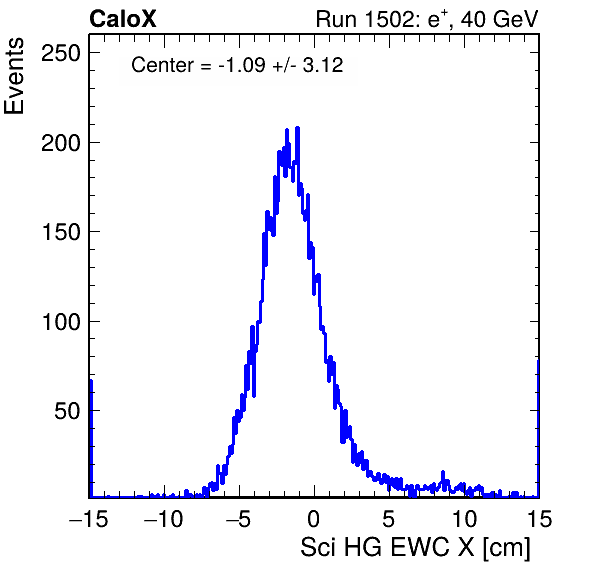 CaloX Run 1502: e⁺, 40 GeV
Center = -1.09 +/- 3.12
Events
250
200
150
100
50
−15 −10 −5 0 5 10 15
Sci HG EWC X [cm]